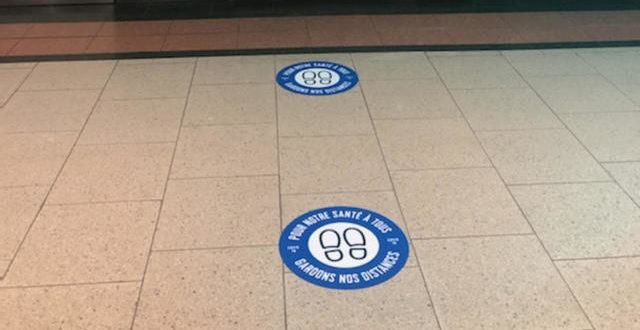 POUR NOTRE SANTÉ À TOUS
GARDONS NOS DISTANCES
POUR NOTRE SANTÉ À TOUS
GARDONS NOS DISTANCES